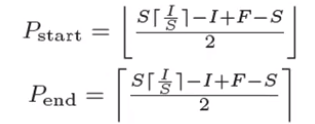 P_start = ⌊(S⌈I/S⌉−I+F−S)/2⌋
P_end = ⌈(S⌈I/S⌉−I+F−S)/2⌉